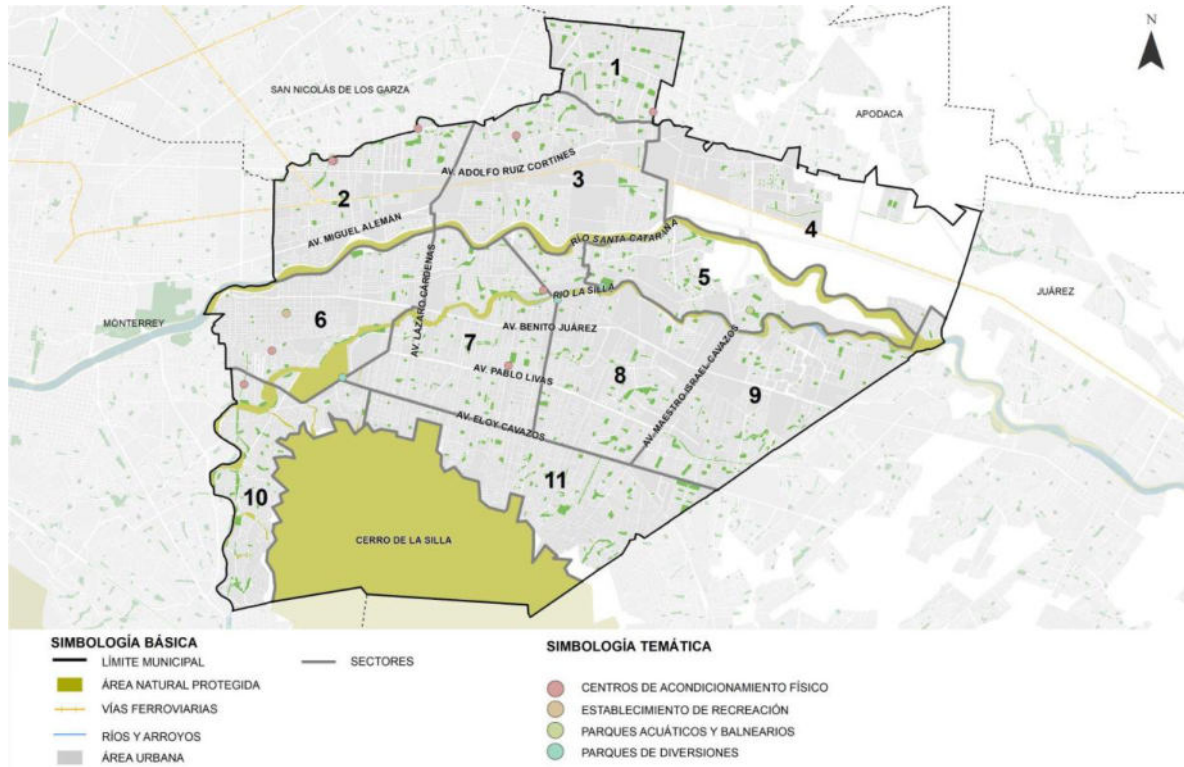 N
1
SAN NICOLÁS DE LOS GARZA
APODACA
AV. ADOLFO RUIZ CORTINES
2
3
AV. MIGUEL ALEMÁN
4
RÍO SANTA CATARINA
AV. LAZARO CÁRDENAS
5
JUÁREZ
RIO LA SILLA
MONTERREY
6
AV. BENITO JUÁREZ
7
AV. PABLO LIVAS
8
AV. MAESTRO ISRAEL CAVAZOS
9
AV. ELOY CAVAZOS
10
11
CERRO DE LA SILLA
SIMBOLOGÍA BÁSICA
LÍMITE MUNICIPAL
SECTORES
ÁREA NATURAL PROTEGIDA
VÍAS FERROVIARIAS
RÍOS Y ARROYOS
ÁREA URBANA
SIMBOLOGÍA TEMÁTICA
CENTROS DE ACONDICIONAMIENTO FÍSICO
ESTABLECIMIENTO DE RECREACIÓN
PARQUES ACUÁTICOS Y BALNEARIOS
PARQUES DE DIVERSIONES